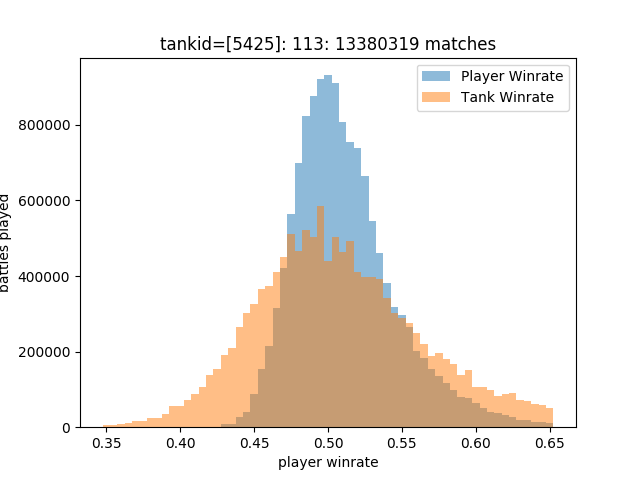 tankid=[5425]: 113: 13380319 matches
Player Winrate
Tank Winrate
battles played
800000
600000
400000
200000
0
0.35 0.40 0.45 0.50 0.55 0.60 0.65
player winrate